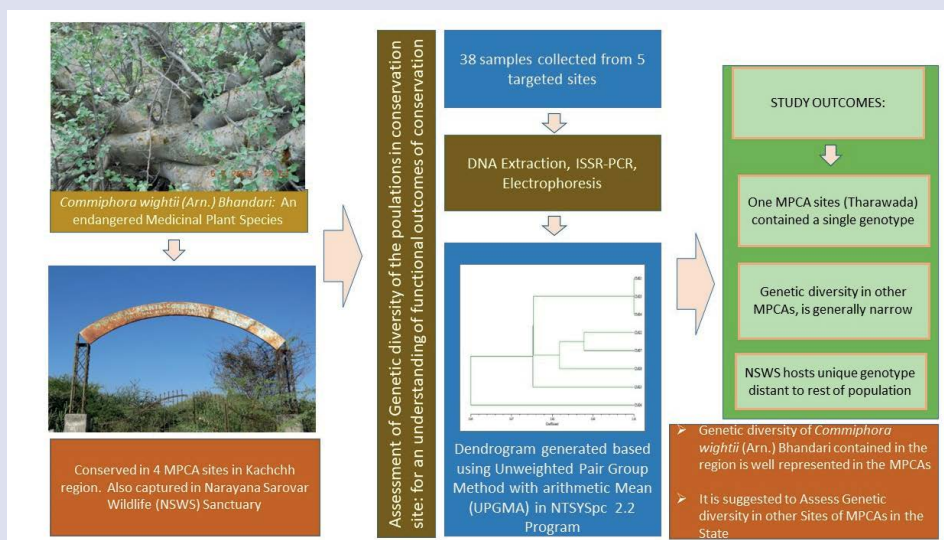 Commiphora wightii (Arn.) Bhandari: An
endangered Medicinal Plant Species
Conserved in 4 MPCA sites in Kachchh
region. Also captured in Narayana Sarovar
Wildlife (NSWS) Sanctuary
Assessment of Genetic diversity of the poulations in conservation
site: for an understanding of functional outcomes of conservation
38 samples collected from 5
targeted sites
DNA Extraction, ISSR-PCR,
Electrophoresis
Dendrogram generated based
using Unweighted Pair Group
Method with arithmetic Mean
(UPGMA) in NTSYSpc 2.2
Program
STUDY OUTCOMES:
One MPCA sites (Tharawada)
contained a single genotype
Genetic diversity in other
MPCAs, is generally narrow
NSWS hosts unique genotype
distant to rest of population
➢ Genetic diversity of Commiphora
wightii (Arn.) Bhandari contained in the
region is well represented in the MPCAs
➢ It is suggested to Assess Genetic
diversity in other Sites of MPCAs in the
State